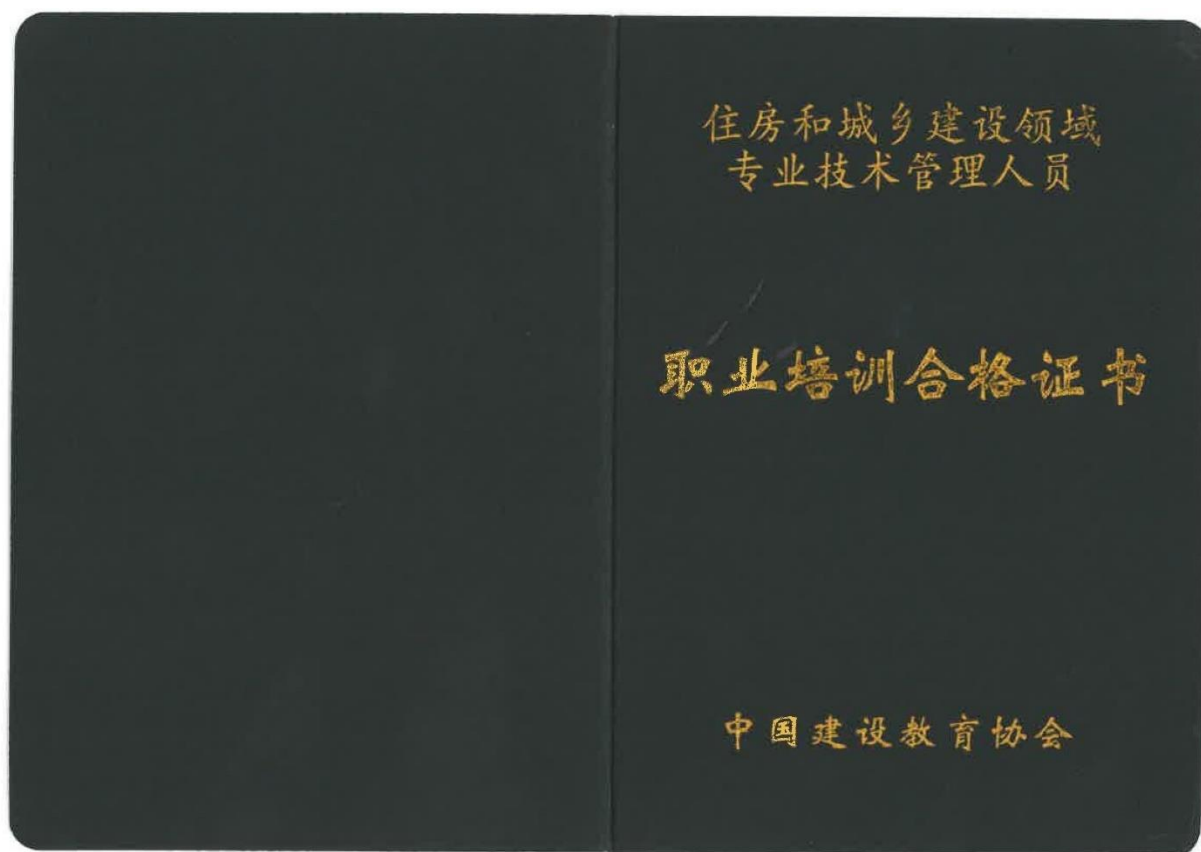 住房和城乡建设领域
专业技术管理人员
职业培训合格证书
中国建设教育协会